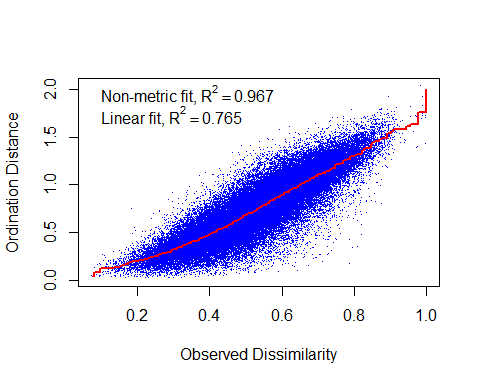 Non-metric fit, R² = 0.967
Linear fit, R² = 0.765
Ordination Distance
2.0
1.5
1.0
0.5
0.0
0.2 0.4 0.6 0.8 1.0
Observed Dissimilarity